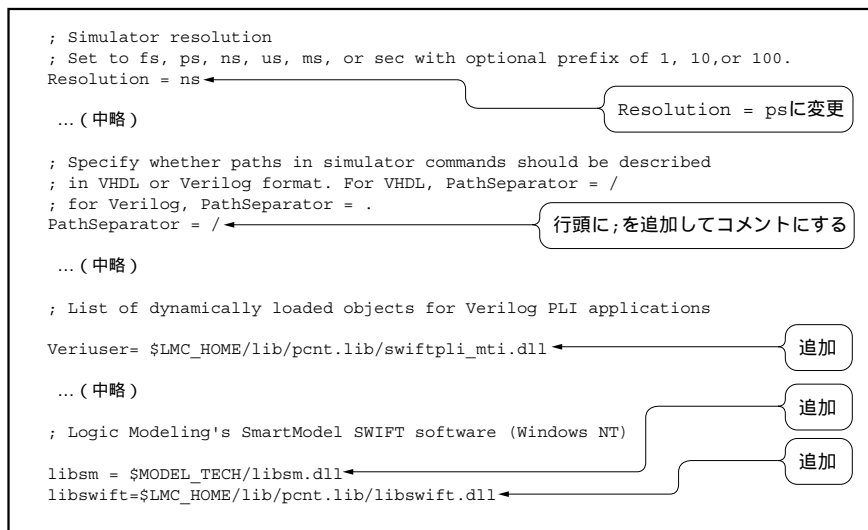 ; Simulator resolution
; Set to fs, ps, ns, us, ms, or sec with optional prefix of 1, 10,or 100.
Resolution = ns
Resolution = psに変更
…(中略)
; Specify whether paths in simulator commands should be described
; in VHDL or Verilog format. For VHDL, PathSeparator = /
; for Verilog, PathSeparator = .
PathSeparator = /
行頭に;を追加してコメントにする
…(中略)
; List of dynamically loaded objects for Verilog PLI applications
Veriuser= $LMC_HOME/lib/pcnt.lib/swiftpli_mti.dll
追加
…(中略)
追加
; Logic Modeling's SmartModel SWIFT software (Windows NT)
追加
libsm = $MODEL_TECH/libsm.dll
libswift=$LMC_HOME/lib/pcnt.lib/libswift.dll